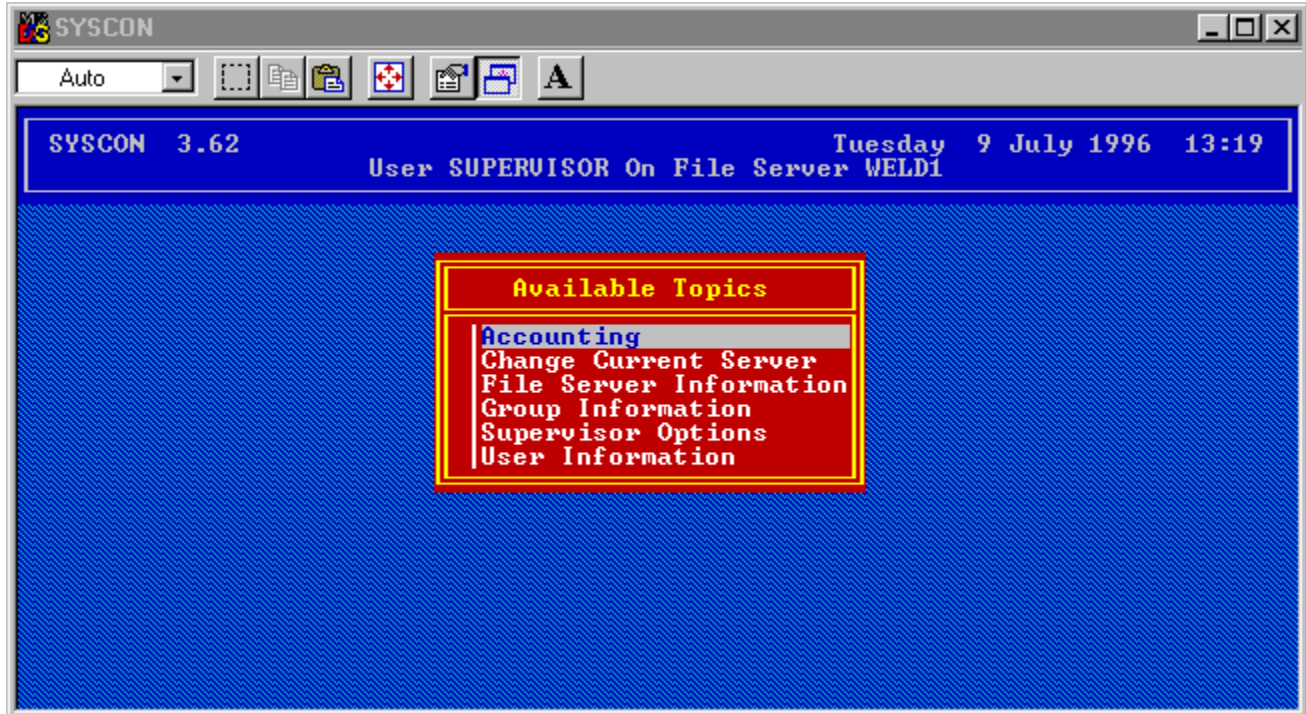 SYSCON
Auto
A
SYSCON 3.62 Tuesday 9 July 1996 13:19
User SUPERVISOR On File Server WELD1
Available Topics
Accounting
Change Current Server
File Server Information
Group Information
Supervisor Options
User Information